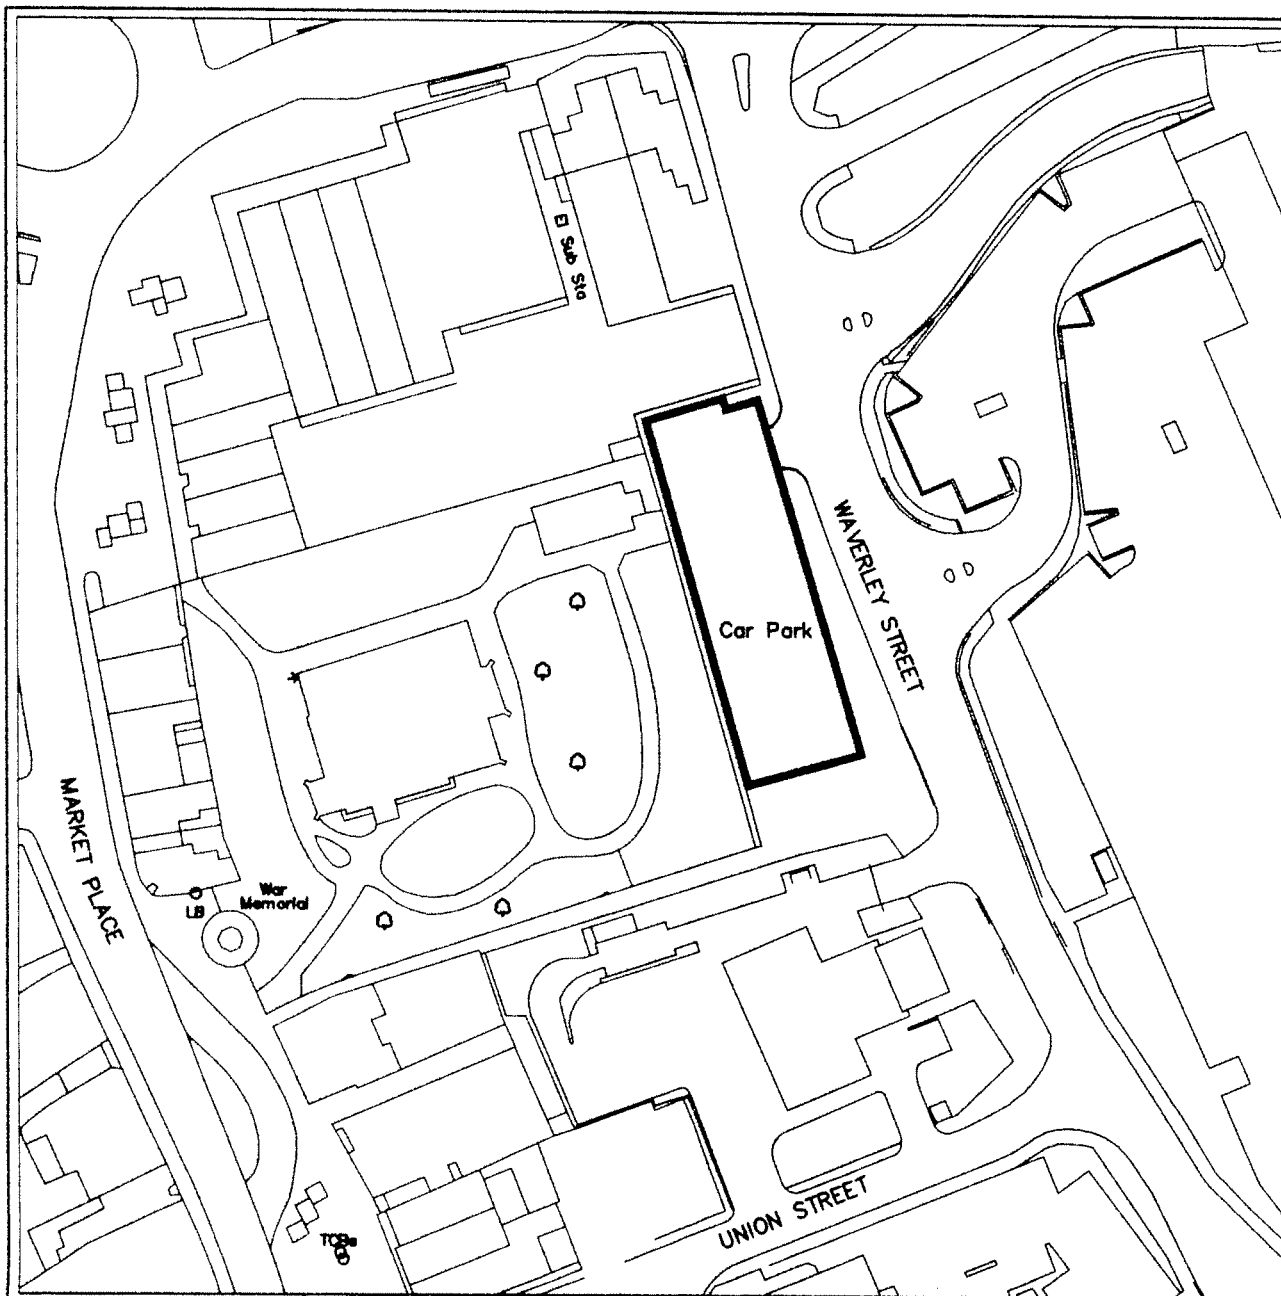 El Sub Sta
WAVERLEY STREET
Car Park
MARKET PLACE
War
Memorial
LB
UNION STREET
TCBs